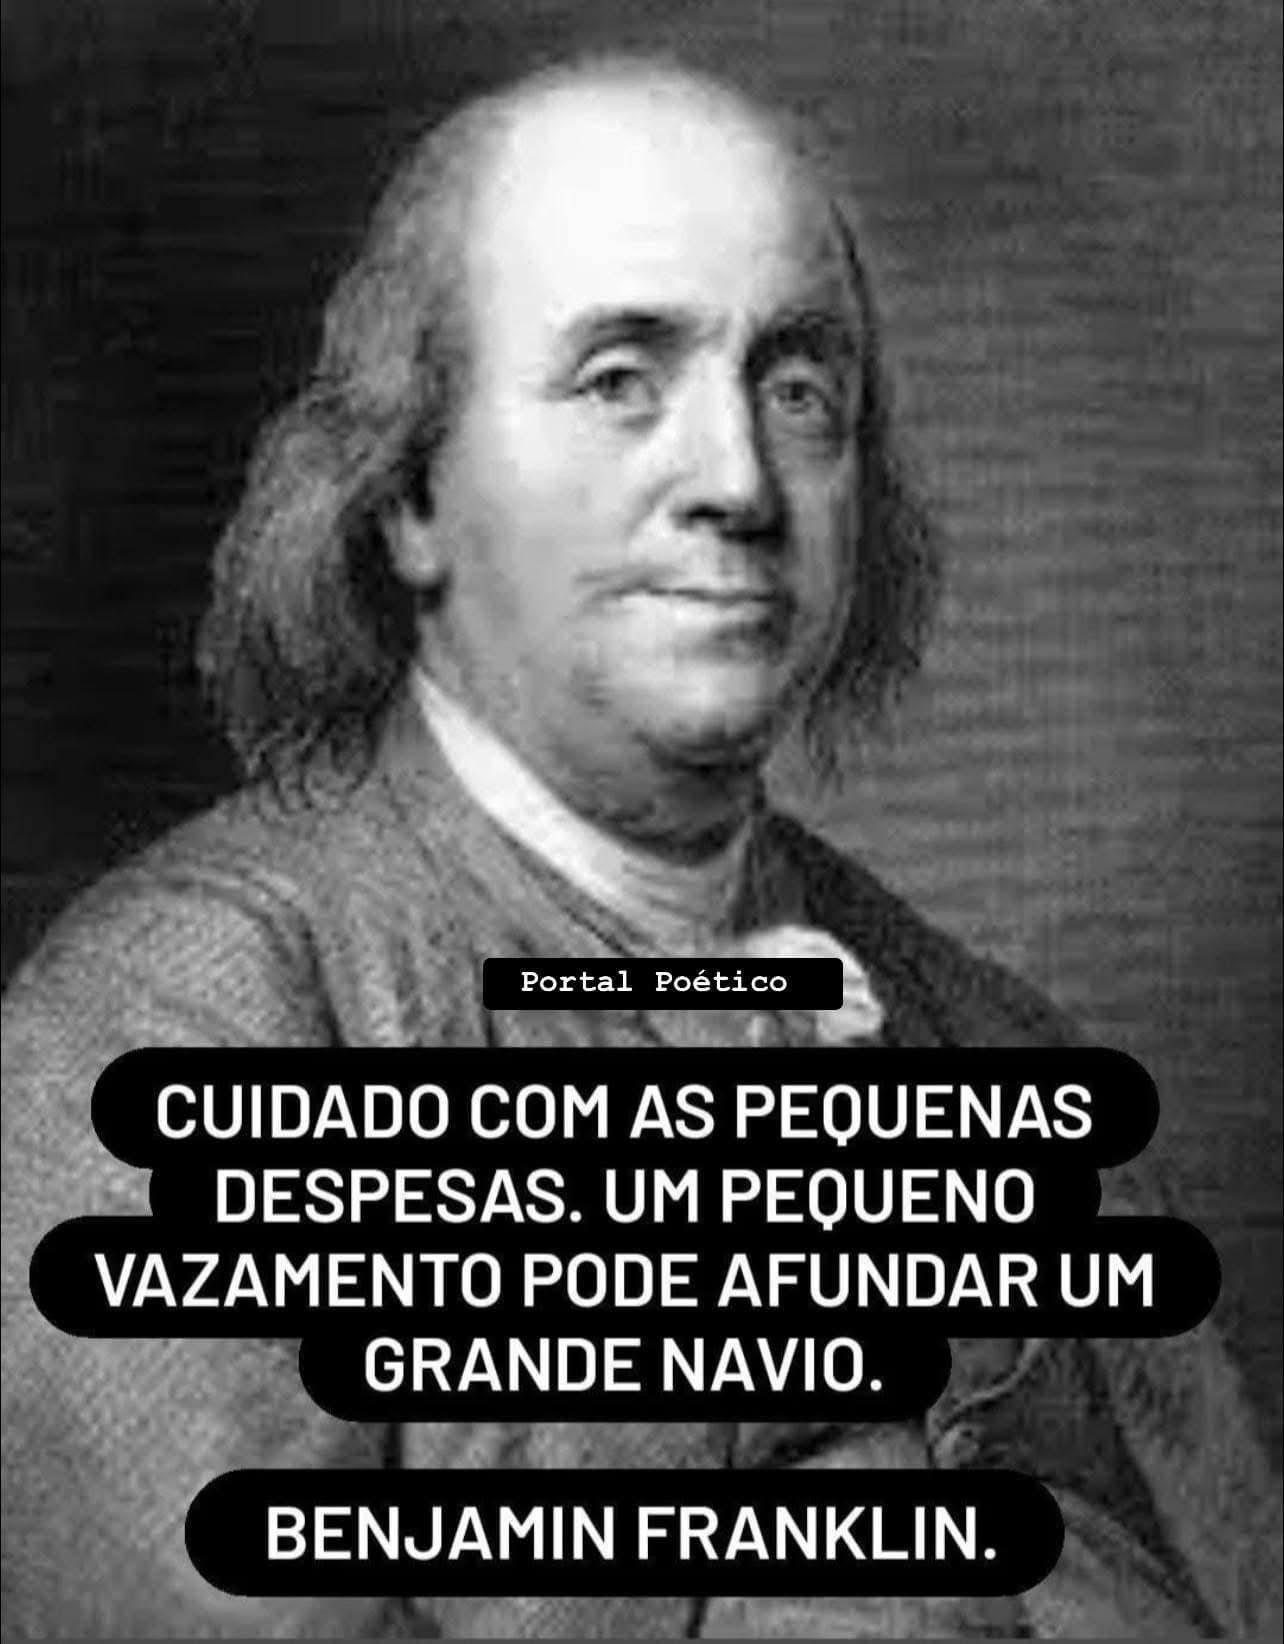 Portal Poético
CUIDADO COM AS PEQUENAS
DESPESAS. UM PEQUENO
VAZAMENTO PODE AFUNDAR UM
GRANDE NAVIO.
BENJAMIN FRANKLIN.